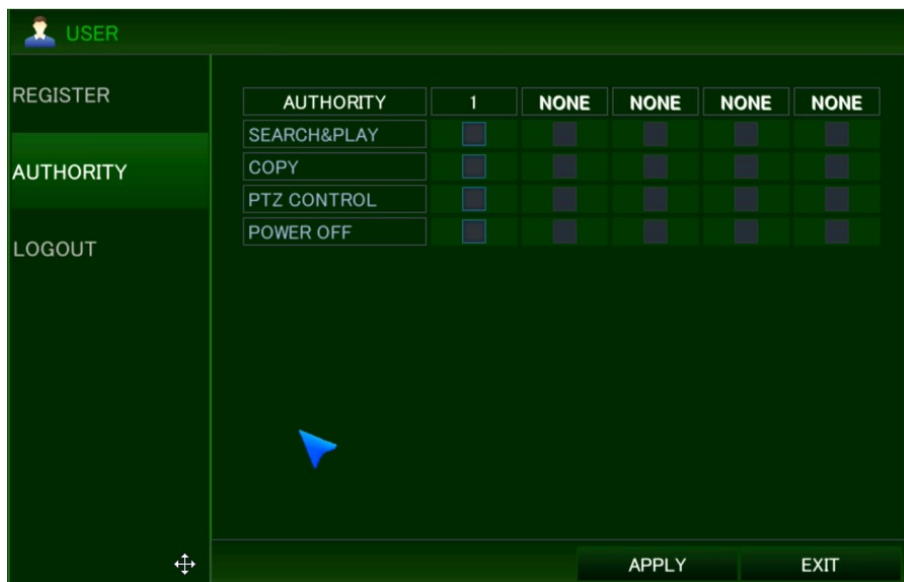 USER
REGISTER
AUTHORITY
LOGOUT
AUTHORITY 1 NONE NONE NONE NONE
SEARCH&PLAY
COPY
PTZ CONTROL
POWER OFF
APPLY EXIT